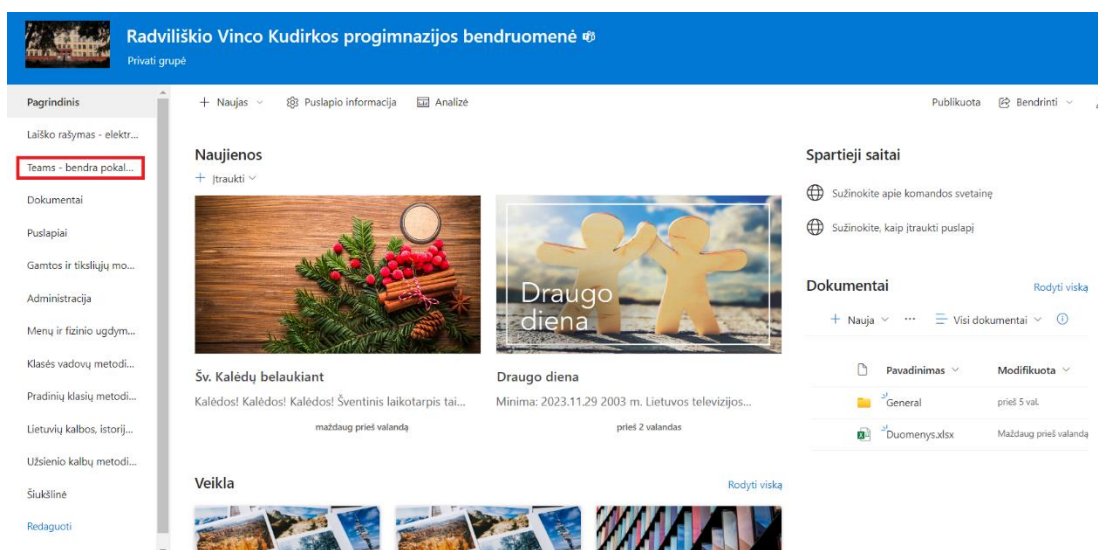 Radviliškio Vinco Kudirkos progimnazijos bendruomenė
Privati grupė
Pagrindinis
Laiško rašymas - elektr...
Teams - bendra pokal...
Dokumentai
Puslapiai
Gamtos ir tiksliųjų mo...
Administracija
Menų ir fizinio ugdym...
Klasės vadovų metodi...
Pradinių klasių metodi...
Lietuvių kalbos, istorij...
Užsienio kalbų metodi...
Šiukšlinė
Redaguoti
+ Naujas
Puslapio informacija
Analizė
Publikuota
Bendrinti
Naujienos
+ Įtraukti
Draugo
diena
Šv. Kalėdų belaukiant
Kalėdos! Kalėdos! Kalėdos! Šventinis laikotarpis tai...
maždaug prieš valandą
Draugo diena
Minima: 2023.11.29 2003 m. Lietuvos televizijos...
prieš 2 valandas
Veikla
Rodyti viską
Spartieji saitai
Sužinokite apie komandos svetainę
Sužinokite, kaip įtraukti puslapį
Dokumentai
Rodyti viską
+ Nauja
...
Visi dokumentai
Pavadinimas
Modifikuota
General
prieš 5 val.
Duomenys.xlsx
Maždaug prieš valandą